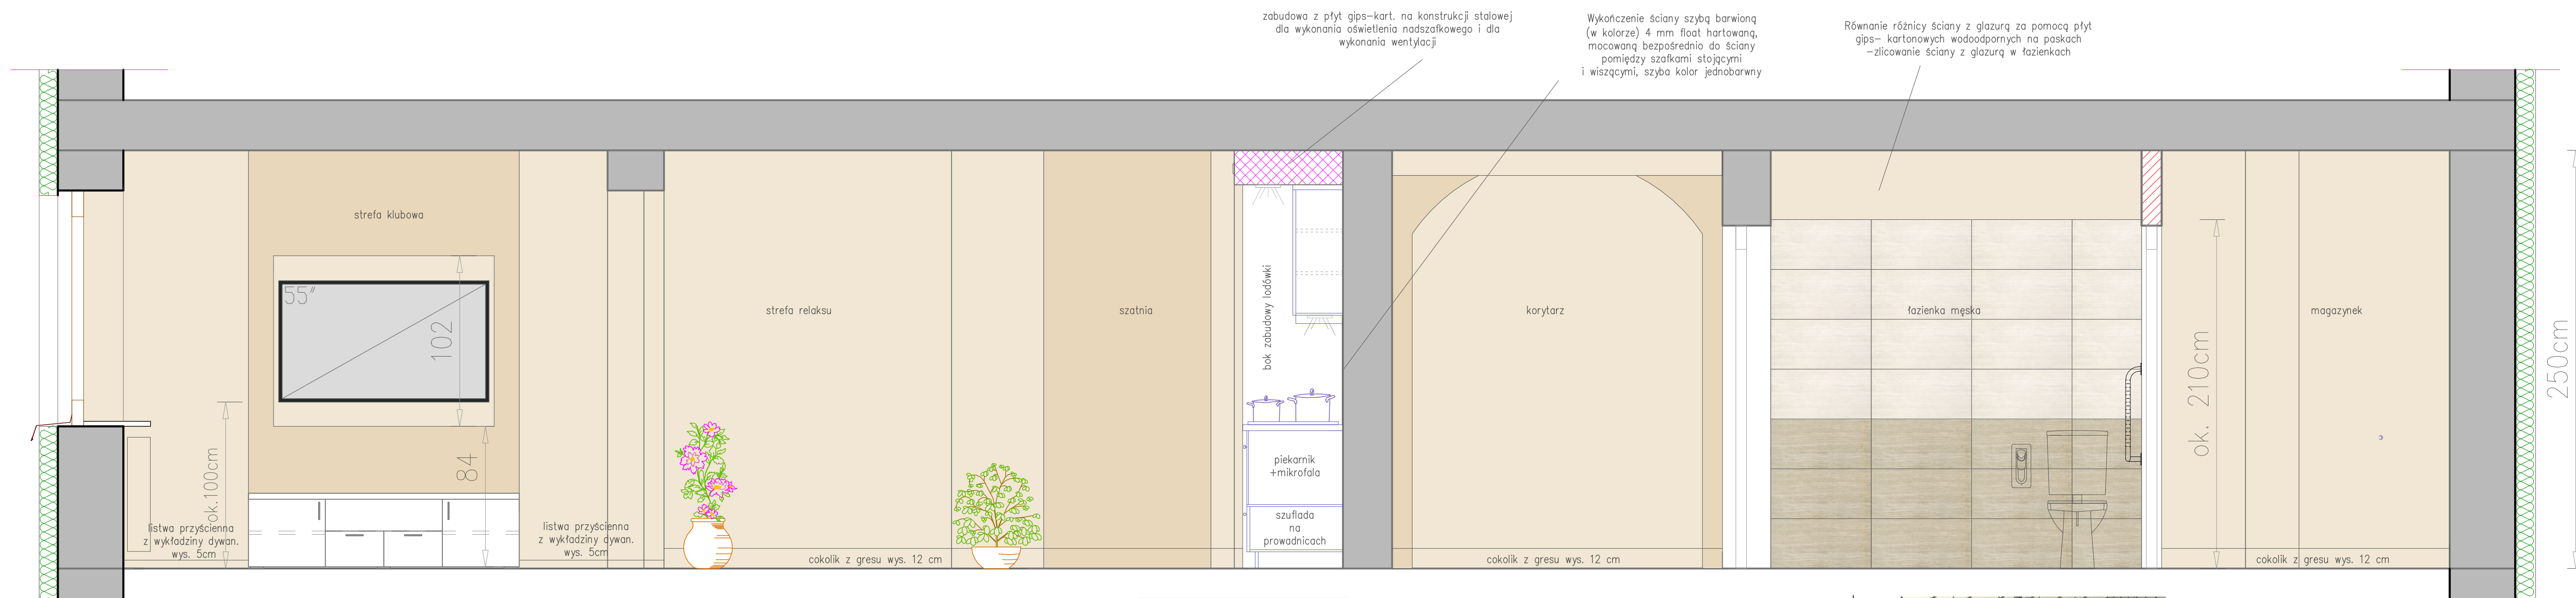 zabudowa z płyt gips-kart. na konstrukcji stalowej
dla wykonania oświetlenia nadszafkowego i dla
wykonania wentylacji
Wykończenie ściany szybą barwioną
(w kolorze) 4 mm float hartowaną,
mocowaną bezpośrednio do ściany
pomiędzy szafkami stojącymi
i wiszącymi, szyba kolor jednobarwny
Równanie różnicy ściany z glazurą za pomocą płyt
gips- kartonowych wodoodpornych na paskach
-zlicowanie ściany z glazurą w łazienkach
strefa klubowa
55"
102
84
ok.100cm
listwa przyścienna
z wykładziny dywan.
wys. 5cm
listwa przyścienna
z wykładziny dywan.
wys. 5cm
strefa relaksu
cokolik z gresu wys. 12 cm
szatnia
bok zabudowy lodówki
piekarnik
+mikrofala
szuflada
na
prowadnicach
korytarz
cokolik z gresu wys. 12 cm
łazienka męska
ok. 210cm
magazynek
cokolik z gresu wys. 12 cm
250cm